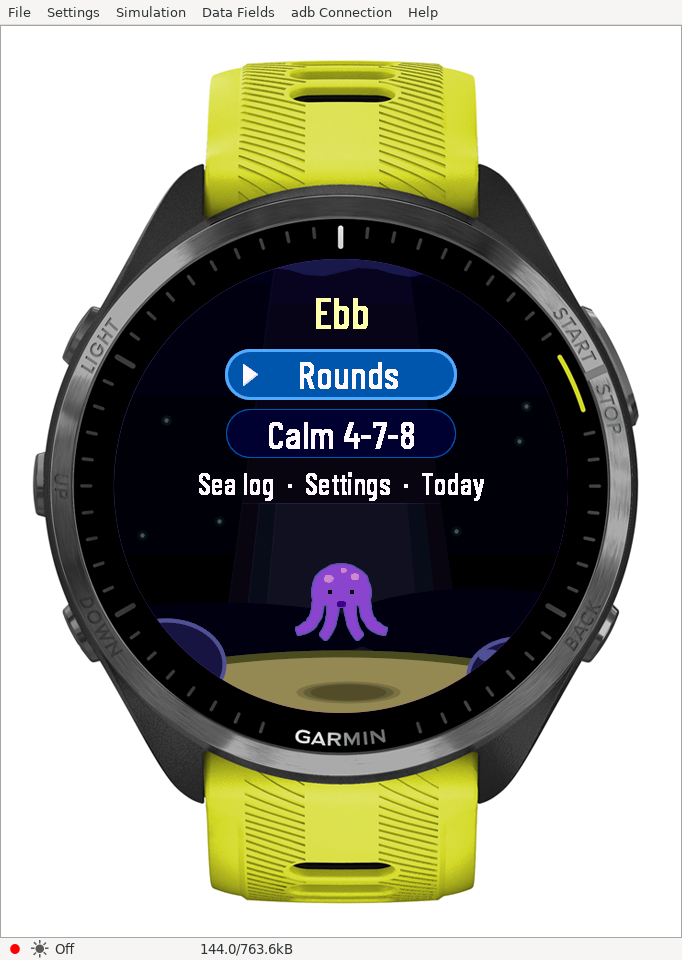 File Settings Simulation Data Fields adb Connection Help
LIGHT
START
STOP
UP
DOWN
BACK
Ebb
Rounds
Calm 4-7-8
Sea log · Settings · Today
GARMIN
Off 144.0/763.6kB